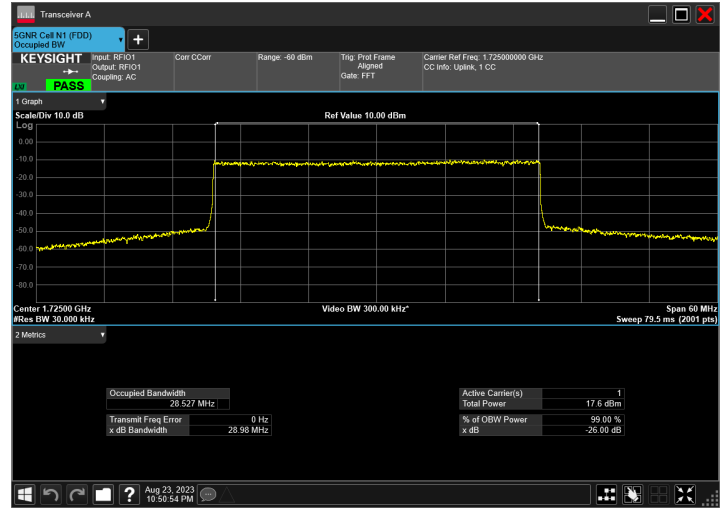 Transceiver A
5GNR Cell N1 (FDD)
Occupied BW
KEYSIGHT
LXI
PASS
Input: RFIO1
Output: RFIO1
Coupling: AC
Corr CCorr
Range: -60 dBm
Trig: Prot Frame
Aligned
Gate: FFT
Carrier Ref Freq: 1.725000000 GHz
CC Info: Uplink, 1 CC
1 Graph
Scale/Div 10.0 dB
Ref Value 10.00 dBm
Log
0.00
-10.0
-20.0
-30.0
-40.0
-50.0
-60.0
-70.0
-80.0
Center 1.72500 GHz
Video BW 300.00 kHz*
Span 60 MHz
#Res BW 30.000 kHz
Sweep 79.5 ms (2001 pts)
2 Metrics
Occupied Bandwidth
28.527 MHz
Transmit Freq Error 0 Hz
x dB Bandwidth 28.98 MHz
Active Carrier(s) 1
Total Power 17.6 dBm
% of OBW Power 99.00 %
x dB -26.00 dB
?
Aug 23, 2023
10:50:54 PM